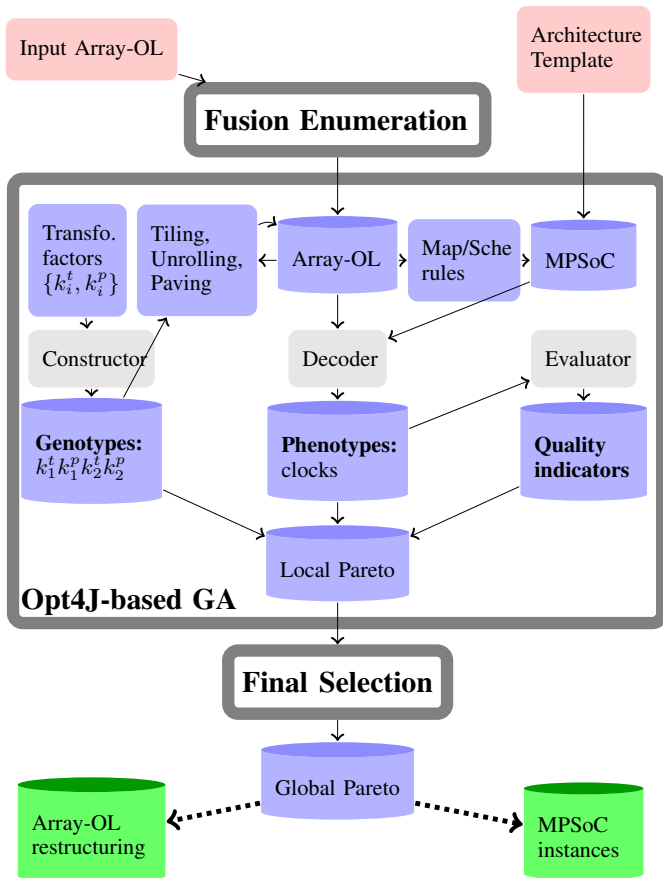 Input Array-OL
Architecture
Template
Fusion Enumeration
Transfo.
factors
{k_i^t, k_i^p}
Tiling,
Unrolling,
Paving
Array-OL
Map/Sche
rules
MPSoC
Constructor
Decoder
Evaluator
Genotypes:
k_1^t k_1^p k_2^t k_2^p
Phenotypes:
clocks
Quality
indicators
Local Pareto
Opt4J-based GA
Final Selection
Global Pareto
Array-OL
restructuring
MPSoC
instances